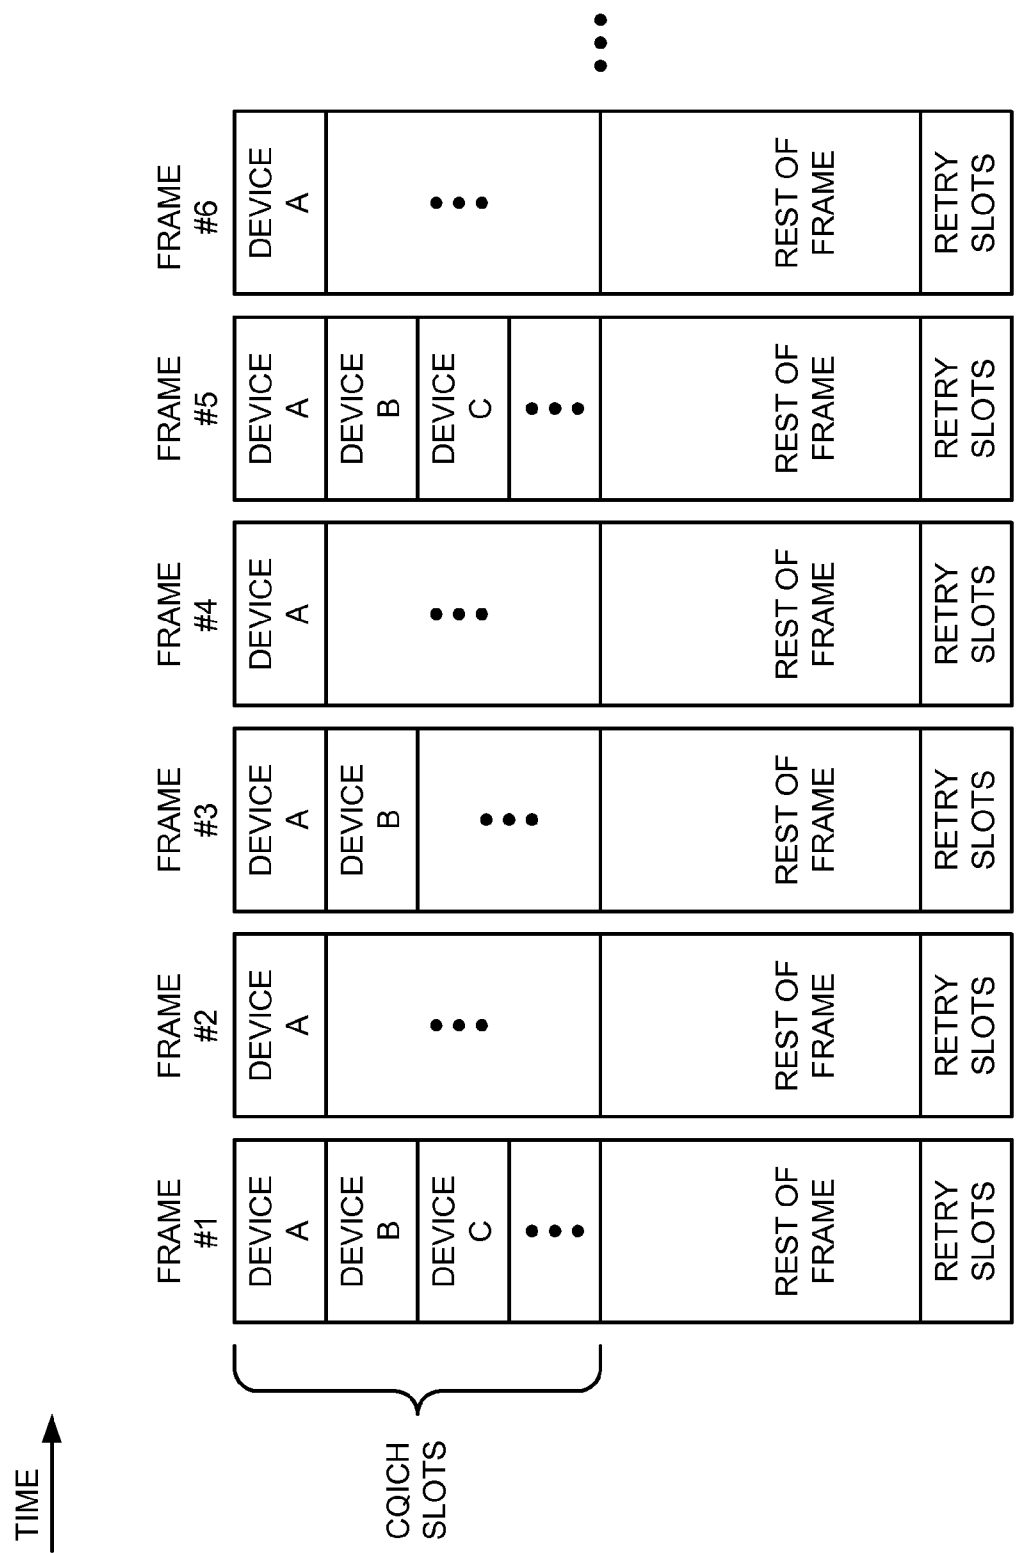 TIME
CQICH
SLOTS
FRAME
#1
DEVICE
A
DEVICE
B
DEVICE
C
REST OF
FRAME
RETRY
SLOTS
FRAME
#2
DEVICE
A
REST OF
FRAME
RETRY
SLOTS
FRAME
#3
DEVICE
A
DEVICE
B
REST OF
FRAME
RETRY
SLOTS
FRAME
#4
DEVICE
A
REST OF
FRAME
RETRY
SLOTS
FRAME
#5
DEVICE
A
DEVICE
B
DEVICE
C
REST OF
FRAME
RETRY
SLOTS
FRAME
#6
DEVICE
A
REST OF
FRAME
RETRY
SLOTS